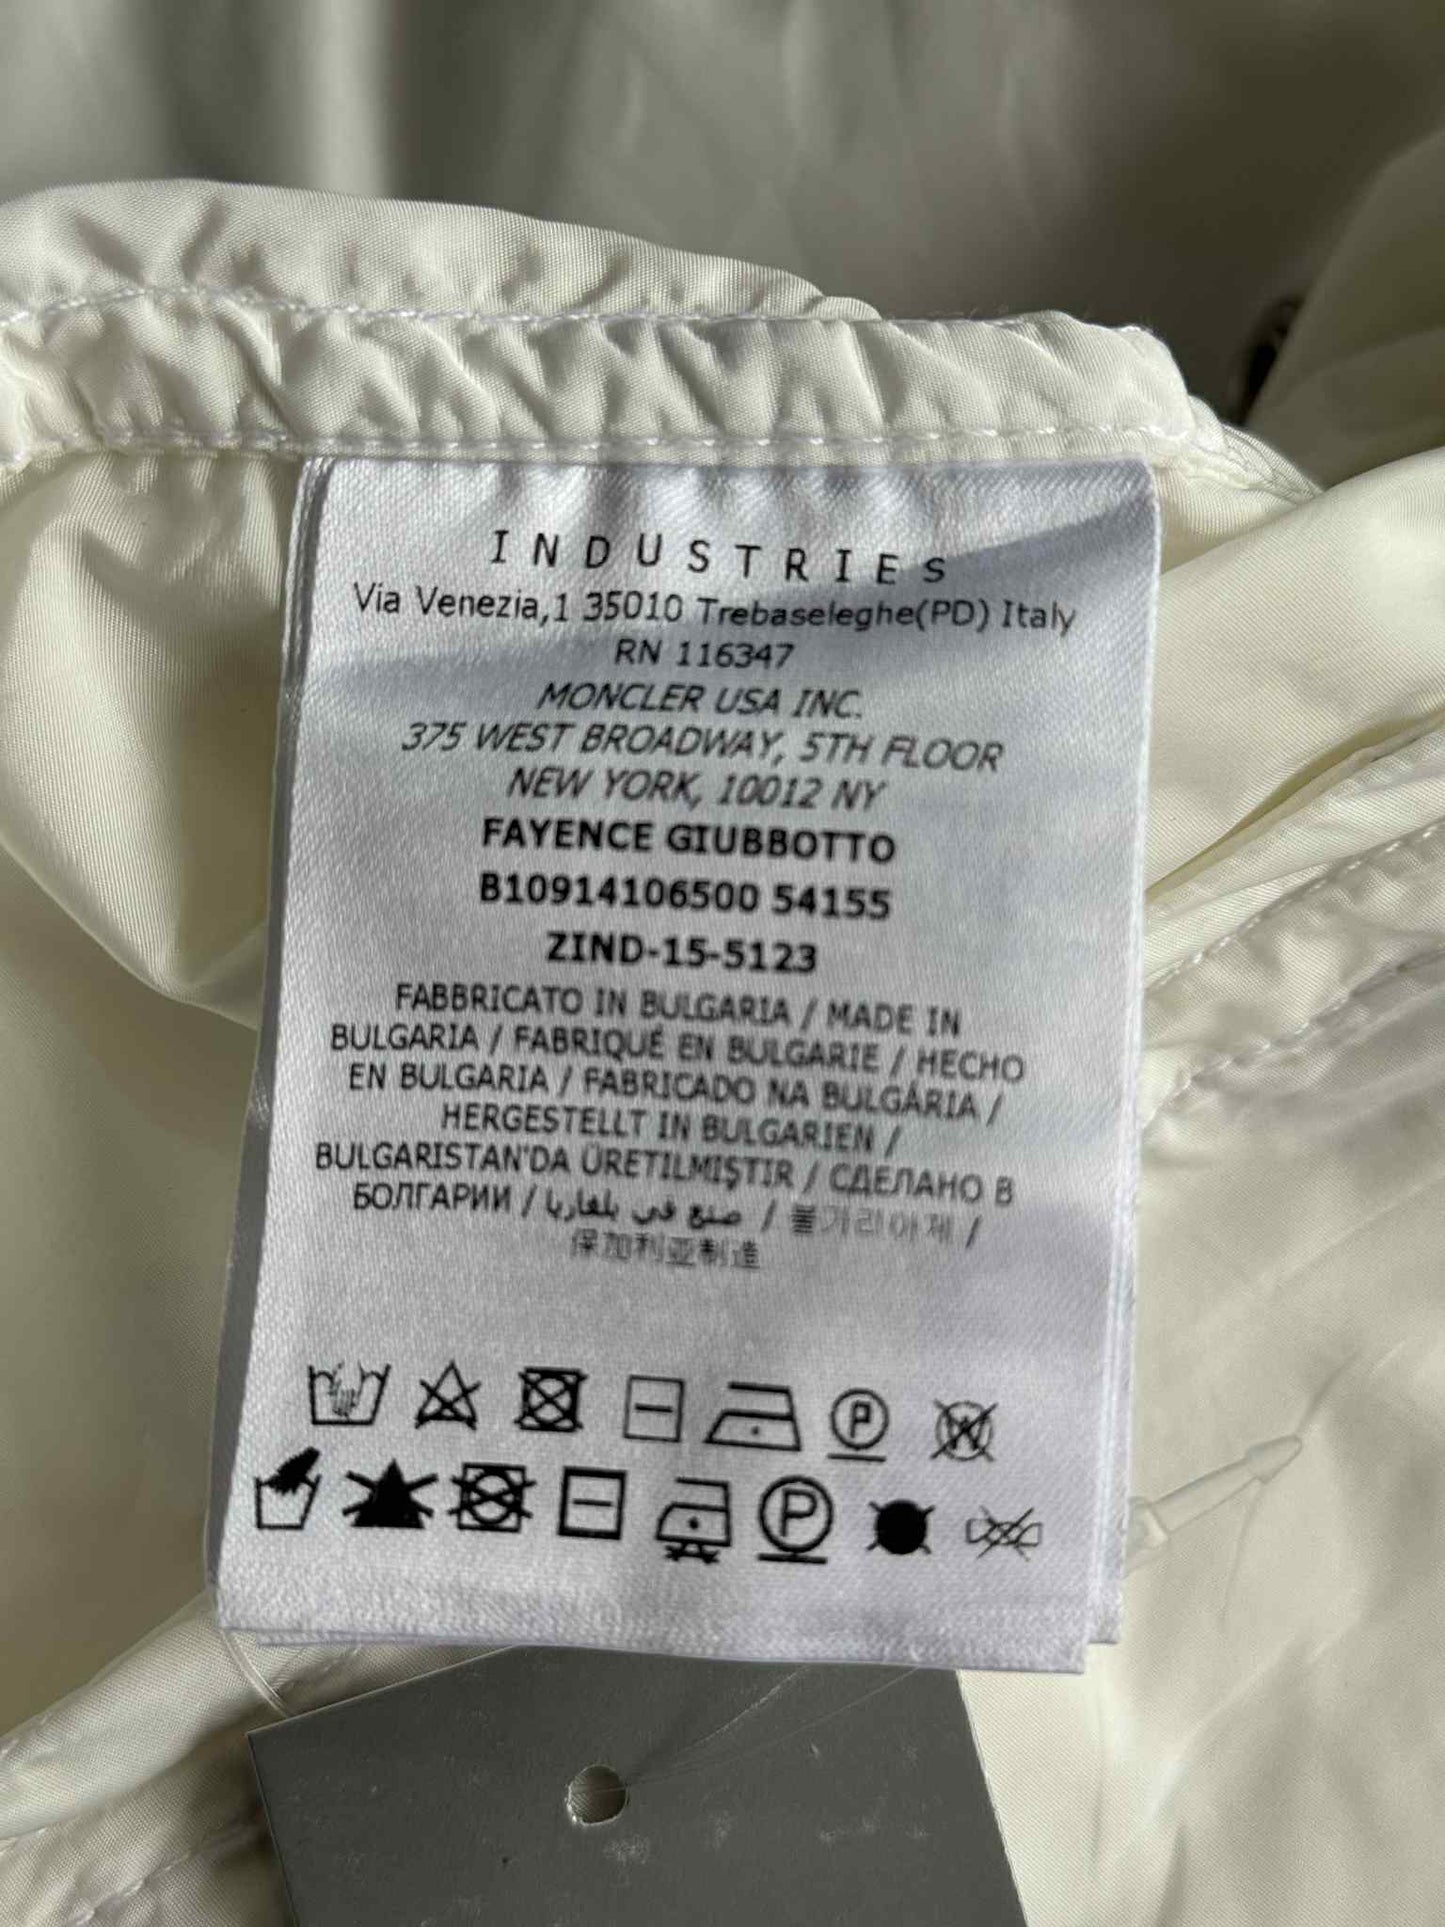 INDUSTRIES
Via Venezia,1 35010 Trebaseleghe(PD) Italy
RN 116347
MONCLER USA INC.
375 WEST BROADWAY, 5TH FLOOR
NEW YORK, 10012 NY
FAYENCE GIUBBOTTO
B10914106500 54155
ZIND-15-5123
FABBRICATO IN BULGARIA / MADE IN
BULGARIA / FABRIQUÉ EN BULGARIE / HECHO
EN BULGARIA / FABRICADO NA BULGÁRIA /
HERGESTELLT IN BULGARIEN /
BULGARISTAN'DA ÜRETILMIŞTIR / СДЕЛАНО В
БОЛГАРИИ / صنع في بلغاريا / 불가리아제 /
保加利亚制造
P W
P